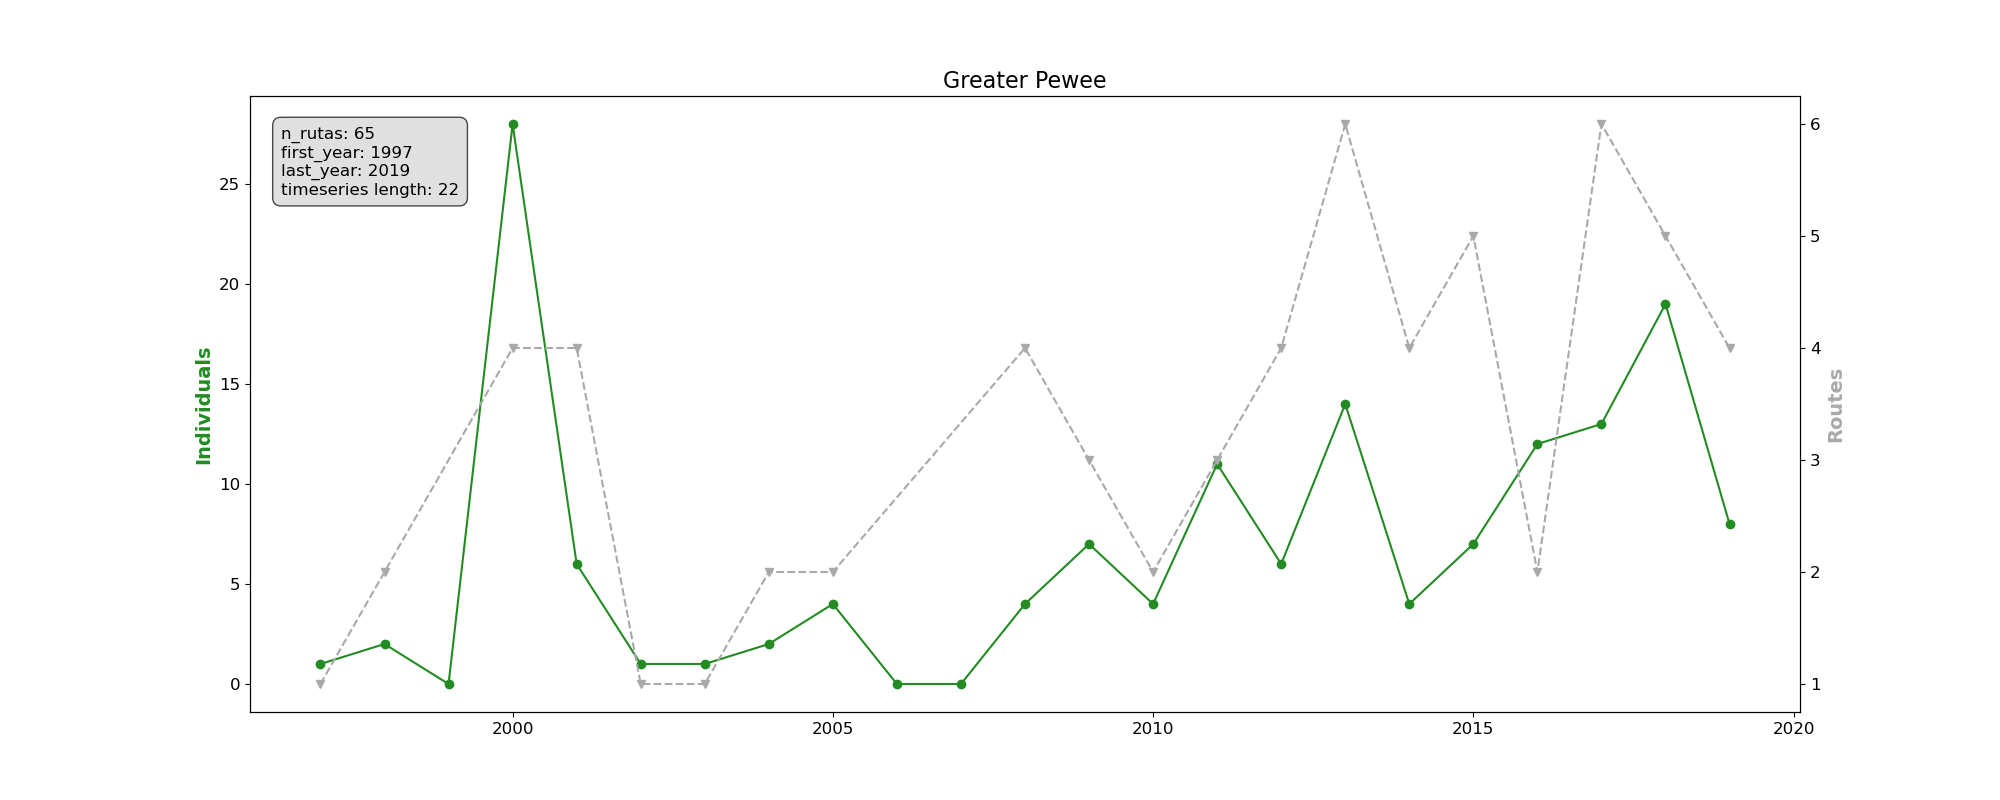 Greater Pewee
n_rutas: 65
first_year: 1997
last_year: 2019
timeseries length: 22
25
20
15
10
5
0
Individuals
6
5
4
3
2
1
Routes
2000
2005
2010
2015
2020